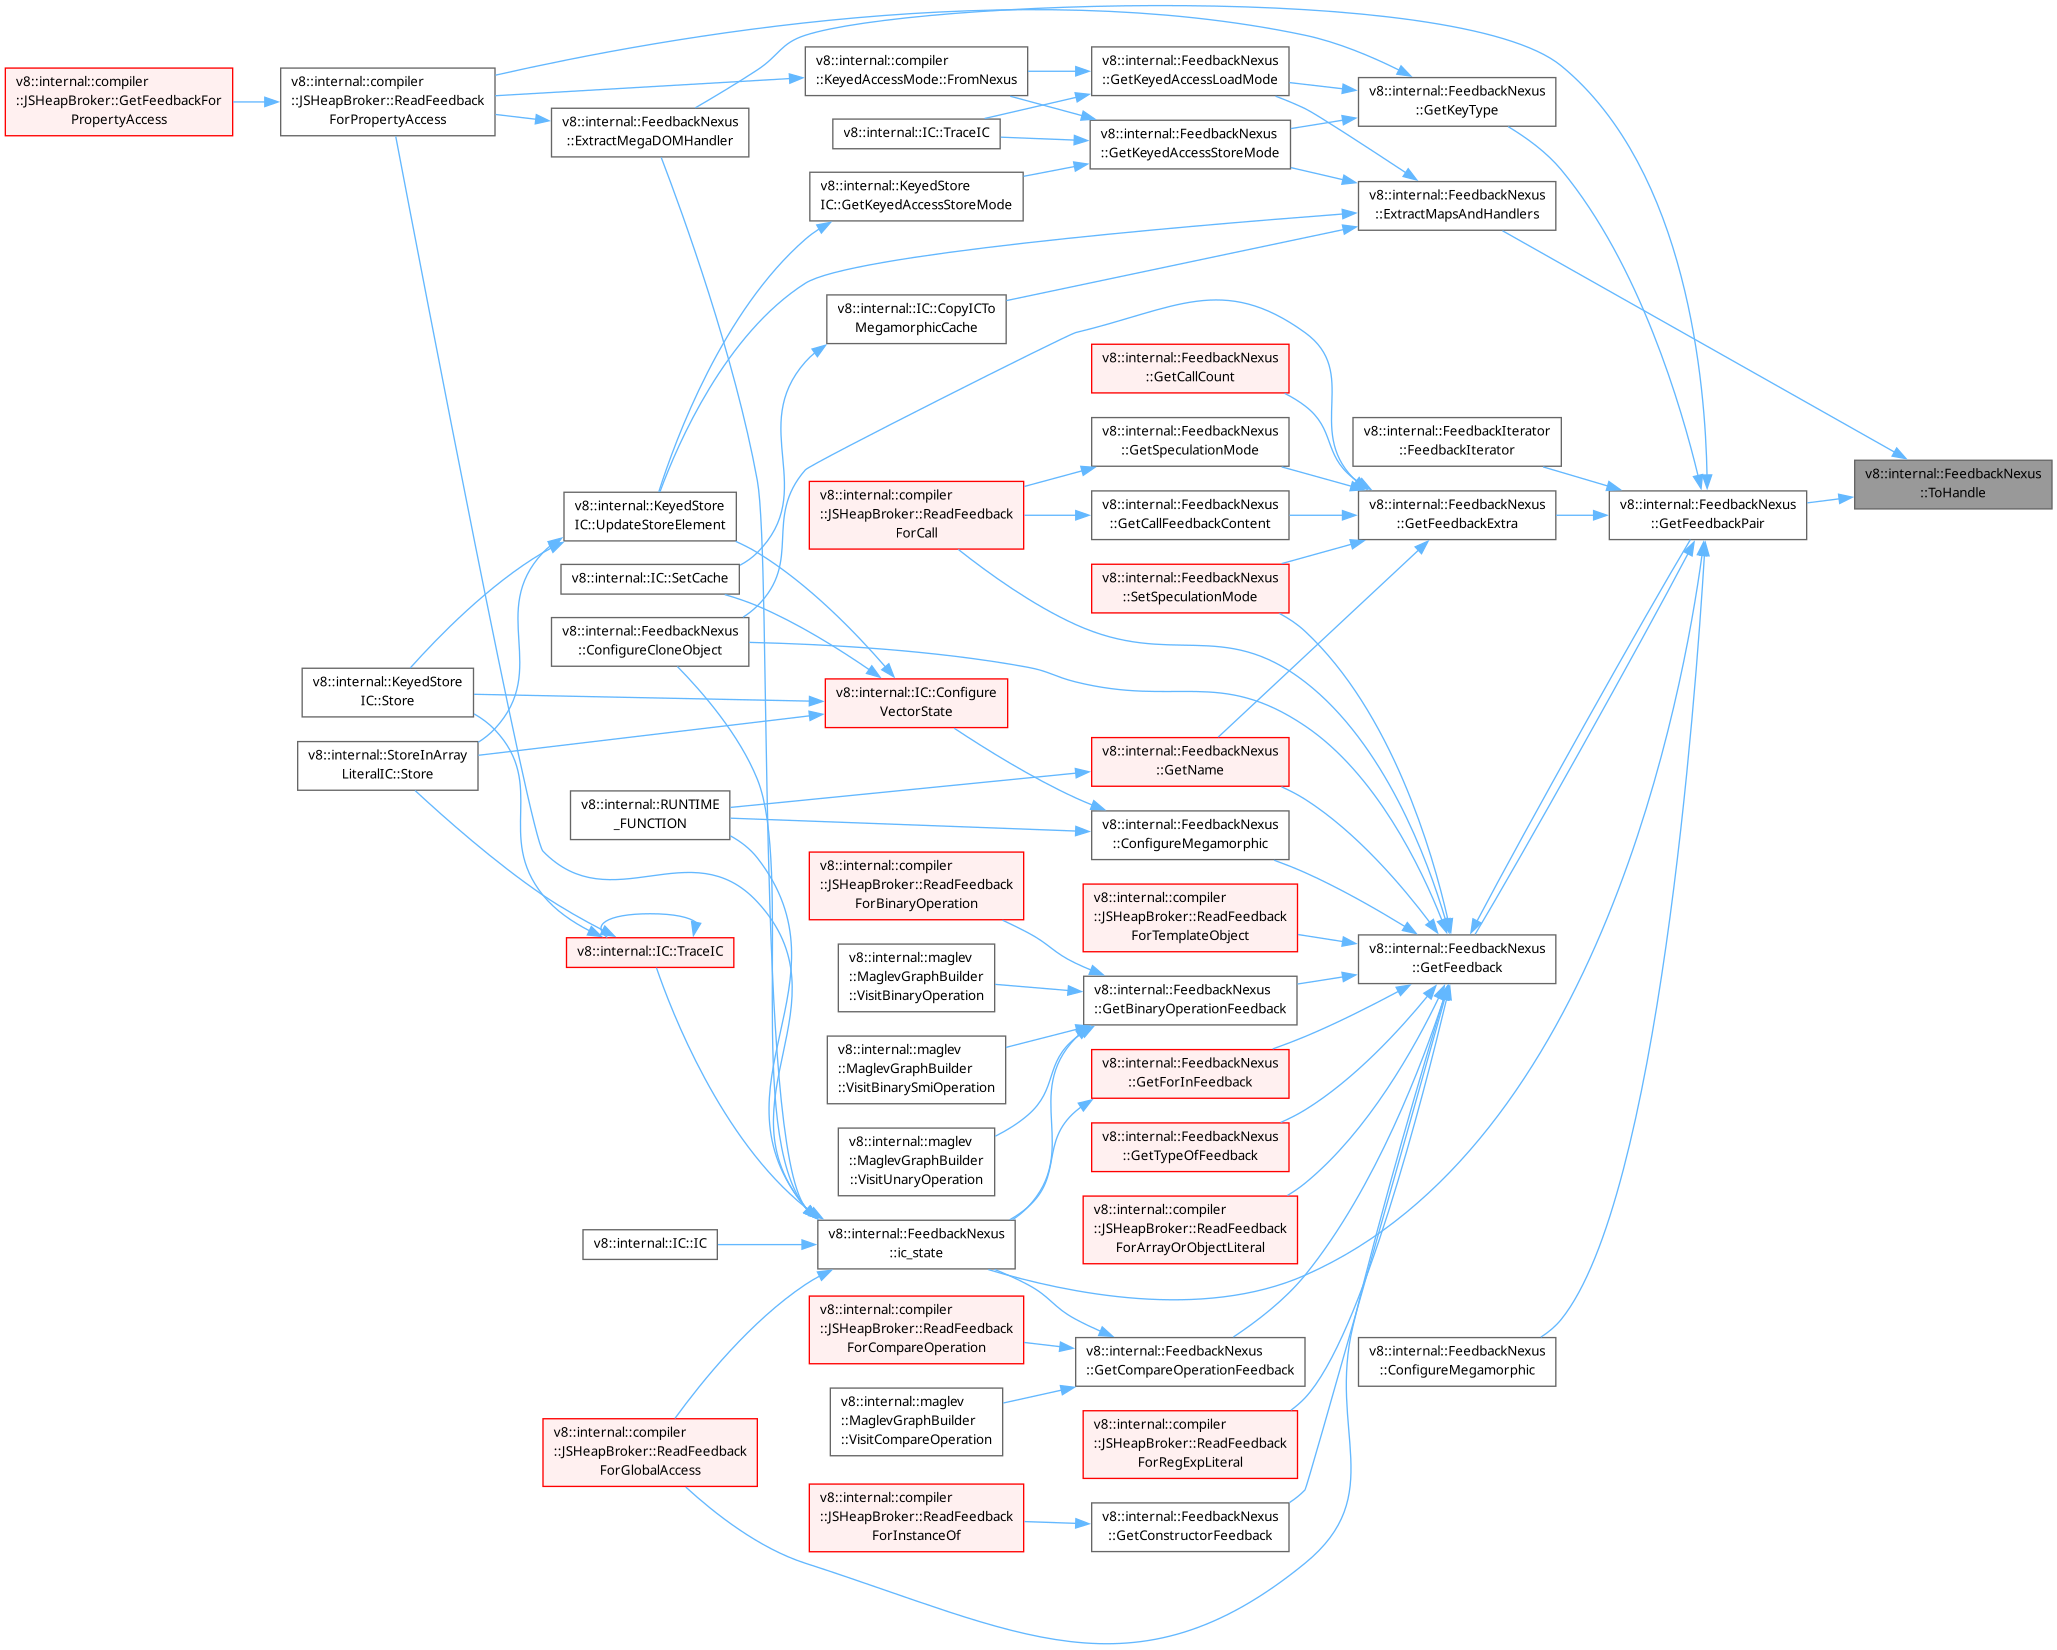 v8::internal::compiler
::JSHeapBroker::GetFeedbackFor
PropertyAccess
v8::internal::compiler
::JSHeapBroker::ReadFeedback
ForPropertyAccess
v8::internal::FeedbackNexus
::ExtractMegaDOMHandler
v8::internal::compiler
::KeyedAccessMode::FromNexus
v8::internal::IC::TraceIC
v8::internal::KeyedStore
IC::GetKeyedAccessStoreMode
v8::internal::FeedbackNexus
::GetKeyedAccessLoadMode
v8::internal::FeedbackNexus
::GetKeyedAccessStoreMode
v8::internal::FeedbackNexus
::GetKeyType
v8::internal::FeedbackNexus
::ExtractMapsAndHandlers
v8::internal::IC::CopyICTo
MegamorphicCache
v8::internal::FeedbackNexus
::GetCallCount
v8::internal::FeedbackNexus
::GetSpeculationMode
v8::internal::FeedbackIterator
::FeedbackIterator
v8::internal::FeedbackNexus
::ToHandle
v8::internal::KeyedStore
IC::UpdateStoreElement
v8::internal::compiler
::JSHeapBroker::ReadFeedback
ForCall
v8::internal::FeedbackNexus
::GetCallFeedbackContent
v8::internal::FeedbackNexus
::GetFeedbackExtra
v8::internal::FeedbackNexus
::GetFeedbackPair
v8::internal::IC::SetCache
v8::internal::FeedbackNexus
::SetSpeculationMode
v8::internal::FeedbackNexus
::ConfigureCloneObject
v8::internal::KeyedStore
IC::Store
v8::internal::IC::Configure
VectorState
v8::internal::StoreInArray
LiteralIC::Store
v8::internal::FeedbackNexus
::GetName
v8::internal::RUNTIME
_FUNCTION
v8::internal::FeedbackNexus
::ConfigureMegamorphic
v8::internal::compiler
::JSHeapBroker::ReadFeedback
ForBinaryOperation
v8::internal::compiler
::JSHeapBroker::ReadFeedback
ForTemplateObject
v8::internal::IC::TraceIC
v8::internal::FeedbackNexus
::GetFeedback
v8::internal::maglev
::MaglevGraphBuilder
::VisitBinaryOperation
v8::internal::FeedbackNexus
::GetBinaryOperationFeedback
v8::internal::maglev
::MaglevGraphBuilder
::VisitBinarySmiOperation
v8::internal::FeedbackNexus
::GetForInFeedback
v8::internal::maglev
::MaglevGraphBuilder
::VisitUnaryOperation
v8::internal::FeedbackNexus
::GetTypeOfFeedback
v8::internal::compiler
::JSHeapBroker::ReadFeedback
ForArrayOrObjectLiteral
v8::internal::IC::IC
v8::internal::FeedbackNexus
::ic_state
v8::internal::compiler
::JSHeapBroker::ReadFeedback
ForCompareOperation
v8::internal::FeedbackNexus
::GetCompareOperationFeedback
v8::internal::FeedbackNexus
::ConfigureMegamorphic
v8::internal::maglev
::MaglevGraphBuilder
::VisitCompareOperation
v8::internal::compiler
::JSHeapBroker::ReadFeedback
ForGlobalAccess
v8::internal::compiler
::JSHeapBroker::ReadFeedback
ForRegExpLiteral
v8::internal::compiler
::JSHeapBroker::ReadFeedback
ForInstanceOf
v8::internal::FeedbackNexus
::GetConstructorFeedback